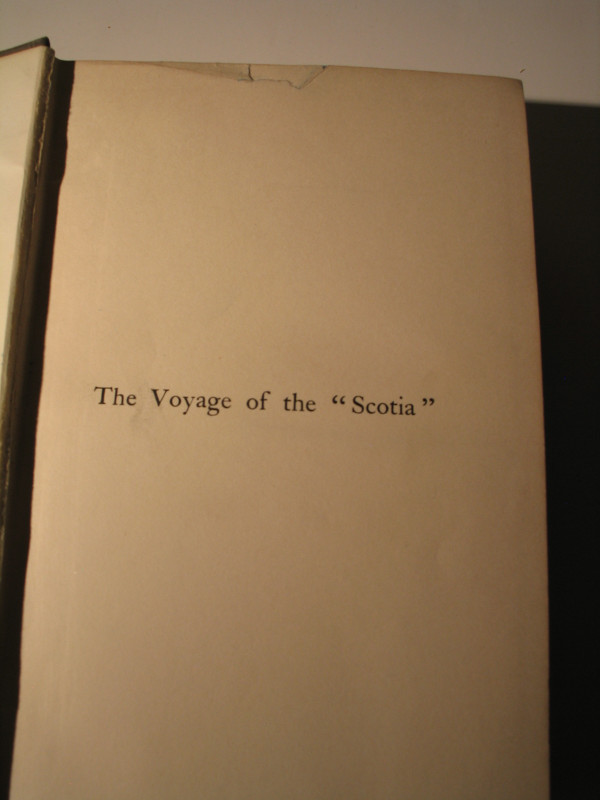 The Voyage of the “Scotia”